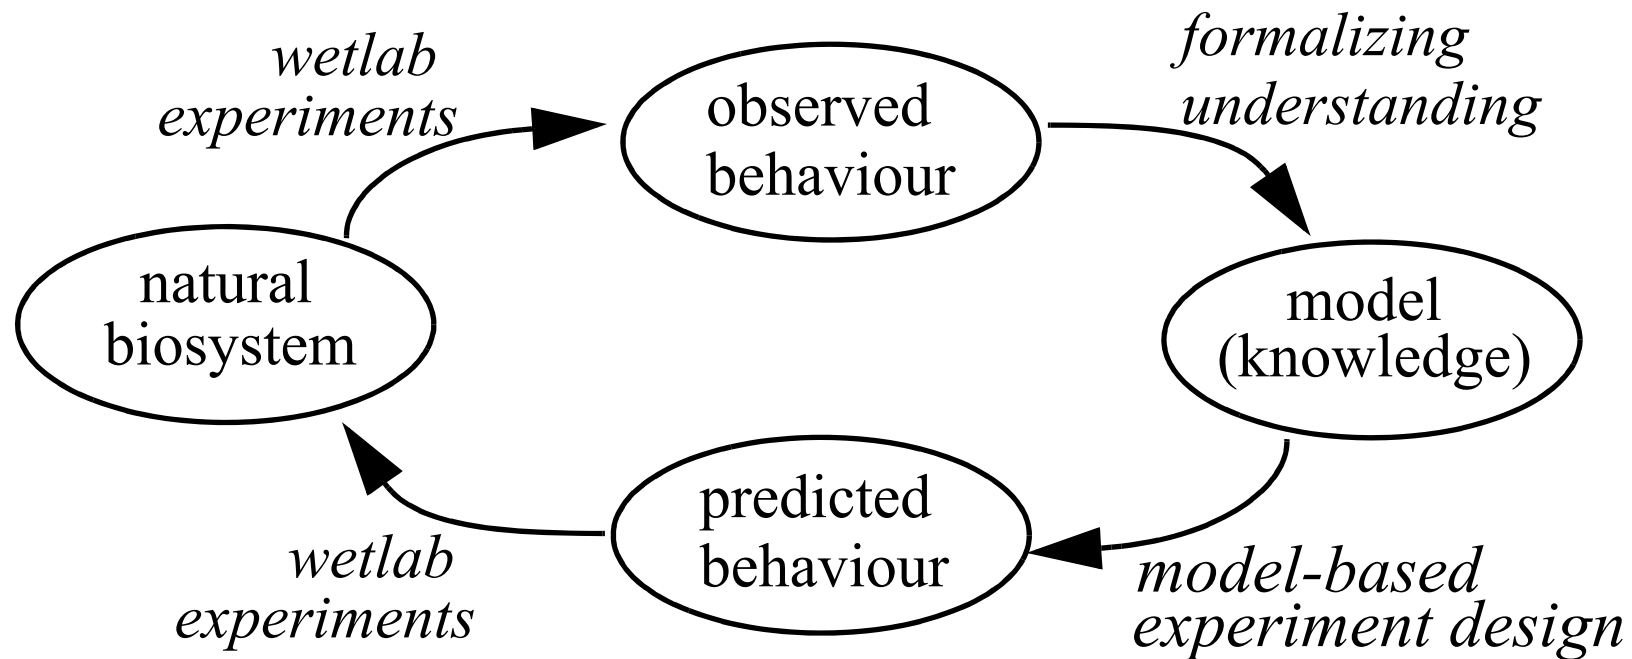 wetlab
experiments
observed
behaviour
formalizing
understanding
natural
biosystem
model
(knowledge)
predicted
behaviour
wetlab
experiments
model-based
experiment design